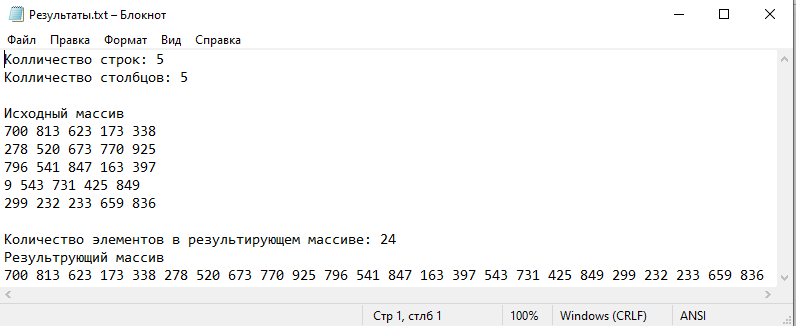 Результаты.txt – Блокнот
Файл Правка Формат Вид Справка
Колличество строк: 5
Колличество столбцов: 5
Исходный массив
700 813 623 173 338
278 520 673 770 925
796 541 847 163 397
9 543 731 425 849
299 232 233 659 836
Количество элементов в результирующем массиве: 24
Результрующий массив
700 813 623 173 338 278 520 673 770 925 796 541 847 163 397 543 731 425 849 299 232 233 659 836
Стр 1, стлб 1 100% Windows (CRLF) ANSI